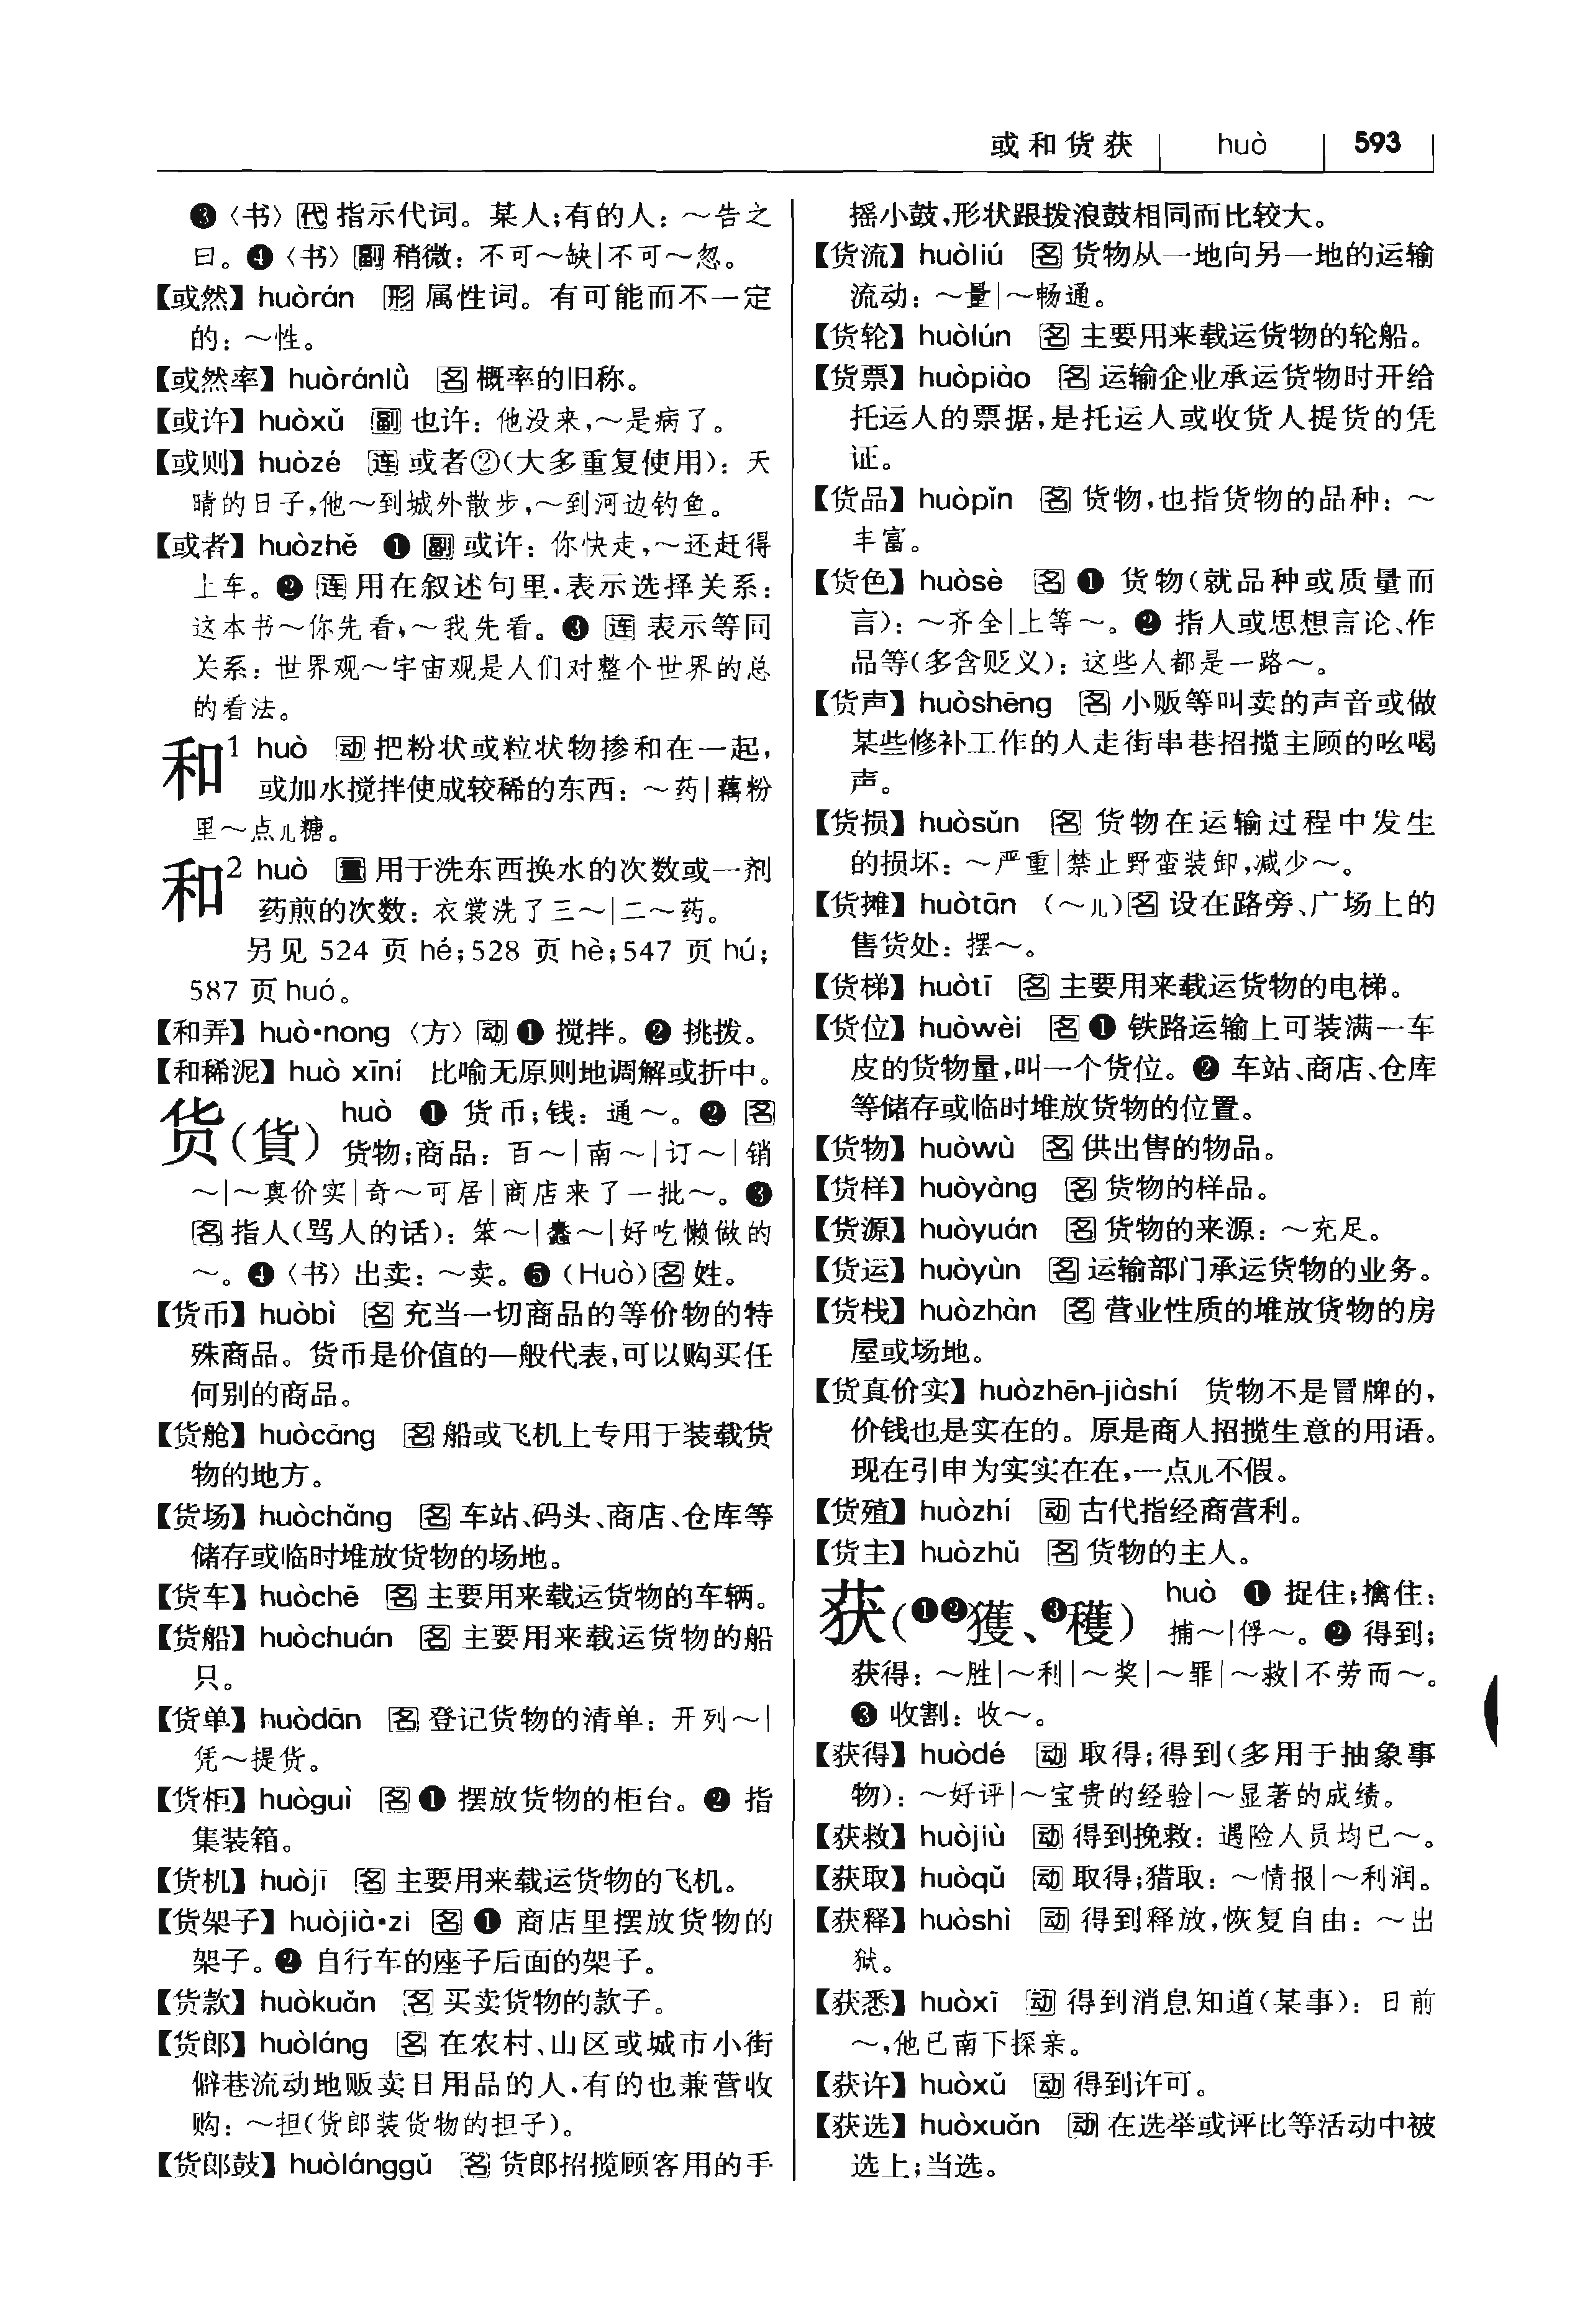 或和货获 huò 593
❸〈书〉代 指示代词。某人;有的人：～告之
曰。❹〈书〉副 稍微：不可～缺|不可～忽。
【或然】huòrán 形 属性词。有可能而不一定
的：～性。
【或然率】huòránlǜ 名 概率的旧称。
【或许】huòxǔ 副 也许：他没来,～是病了。
【或则】huòzé 连 或者②(大多重复使用)：天
晴的日子,他～到城外散步,～到河边钓鱼。
【或者】huòzhě ❶ 副 或许：你快走,～还赶得
上车。❷ 连 用在叙述句里,表示选择关系：
这本书～你先看,～我先看。❸ 连 表示等同
关系：世界观～宇宙观是人们对整个世界的总
的看法。
和¹ huò 动 把粉状或粒状物掺和在一起,
或加水搅拌使成较稀的东西：～药|藕粉
里～点儿糖。
和² huò 量 用于洗东西换水的次数或一剂
药煎的次数：衣裳洗了三～|二～药。
另见 524 页 hé;528 页 hè;547 页 hú;
587 页 huó。
【和弄】huò•nong 〈方〉动 ❶ 搅拌。❷ 挑拨。
【和稀泥】huò xīní 比喻无原则地调解或折中。
货(貨) huò ❶ 货币;钱：通～。❷ 名
货物;商品：百～|南～|订～|销
～|～真价实|奇～可居|商店来了一批～。❸
名 指人(骂人的话)：笨～|蠢～|好吃懒做的
～。❹〈书〉出卖：～卖。❺ (Huò) 名 姓。
【货币】huòbì 名 充当一切商品的等价物的特
殊商品。货币是价值的一般代表,可以购买任
何别的商品。
【货舱】huòcāng 名 船或飞机上专用于装载货
物的地方。
【货场】huòchǎng 名 车站、码头、商店、仓库等
储存或临时堆放货物的场地。
【货车】huòchē 名 主要用来载运货物的车辆。
【货船】huòchuán 名 主要用来载运货物的船
只。
【货单】huòdān 名 登记货物的清单：开列～|
凭～提货。
【货柜】huòguì 名 ❶ 摆放货物的柜台。❷ 指
集装箱。
【货机】huòjī 名 主要用来载运货物的飞机。
【货架子】huòjià•zi 名 ❶ 商店里摆放货物的
架子。❷ 自行车的座子后面的架子。
【货款】huòkuǎn 名 买卖货物的款子。
【货郎】huòláng 名 在农村、山区或城市小街
僻巷流动地贩卖日用品的人,有的也兼营收
购：～担(货郎装货物的担子)。
【货郎鼓】huòlánggǔ 名 货郎招揽顾客用的手
摇小鼓,形状跟拨浪鼓相同而比较大。
【货流】huòliú 名 货物从一地向另一地的运输
流动：～量|～畅通。
【货轮】huòlún 名 主要用来载运货物的轮船。
【货票】huòpiào 名 运输企业承运货物时开给
托运人的票据,是托运人或收货人提货的凭
证。
【货品】huòpǐn 名 货物,也指货物的品种：～
丰富。
【货色】huòsè 名 ❶ 货物(就品种或质量而
言)：～齐全|上等～。❷ 指人或思想言论、作
品等(多含贬义)：这些人都是一路～。
【货声】huòshēng 名 小贩等叫卖的声音或做
某些修补工作的人走街串巷招揽主顾的吆喝
声。
【货损】huòsǔn 名 货物在运输过程中发生
的损坏：～严重|禁止野蛮装卸,减少～。
【货摊】huòtān (～儿) 名 设在路旁、广场上的
售货处：摆～。
【货梯】huòtī 名 主要用来载运货物的电梯。
【货位】huòwèi 名 ❶ 铁路运输上可装满一车
皮的货物量,叫一个货位。❷ 车站、商店、仓库
等储存或临时堆放货物的位置。
【货物】huòwù 名 供出售的物品。
【货样】huòyàng 名 货物的样品。
【货源】huòyuán 名 货物的来源：～充足。
【货运】huòyùn 名 运输部门承运货物的业务。
【货栈】huòzhàn 名 营业性质的堆放货物的房
屋或场地。
【货真价实】huòzhēn-jiàshí 货物不是冒牌的,
价钱也是实在的。原是商人招揽生意的用语。
现在引申为实实在在,一点儿不假。
【货殖】huòzhí 动 古代指经商营利。
【货主】huòzhǔ 名 货物的主人。
获(❶❷獲、❸穫) huò ❶ 捉住;擒住：
捕～|俘～。❷ 得到;
获得：～胜|～利|～奖|～罪|～救|不劳而～。
❸ 收割：收～。
【获得】huòdé 动 取得;得到(多用于抽象事
物)：～好评|～宝贵的经验|～显著的成绩。
【获救】huòjiù 动 得到挽救：遇险人员均已～。
【获取】huòqǔ 动 取得;猎取：～情报|～利润。
【获释】huòshì 动 得到释放,恢复自由：～出
狱。
【获悉】huòxī 动 得到消息知道(某事)：日前
～,他已南下探亲。
【获许】huòxǔ 动 得到许可。
【获选】huòxuǎn 动 在选举或评比等活动中被
选上;当选。